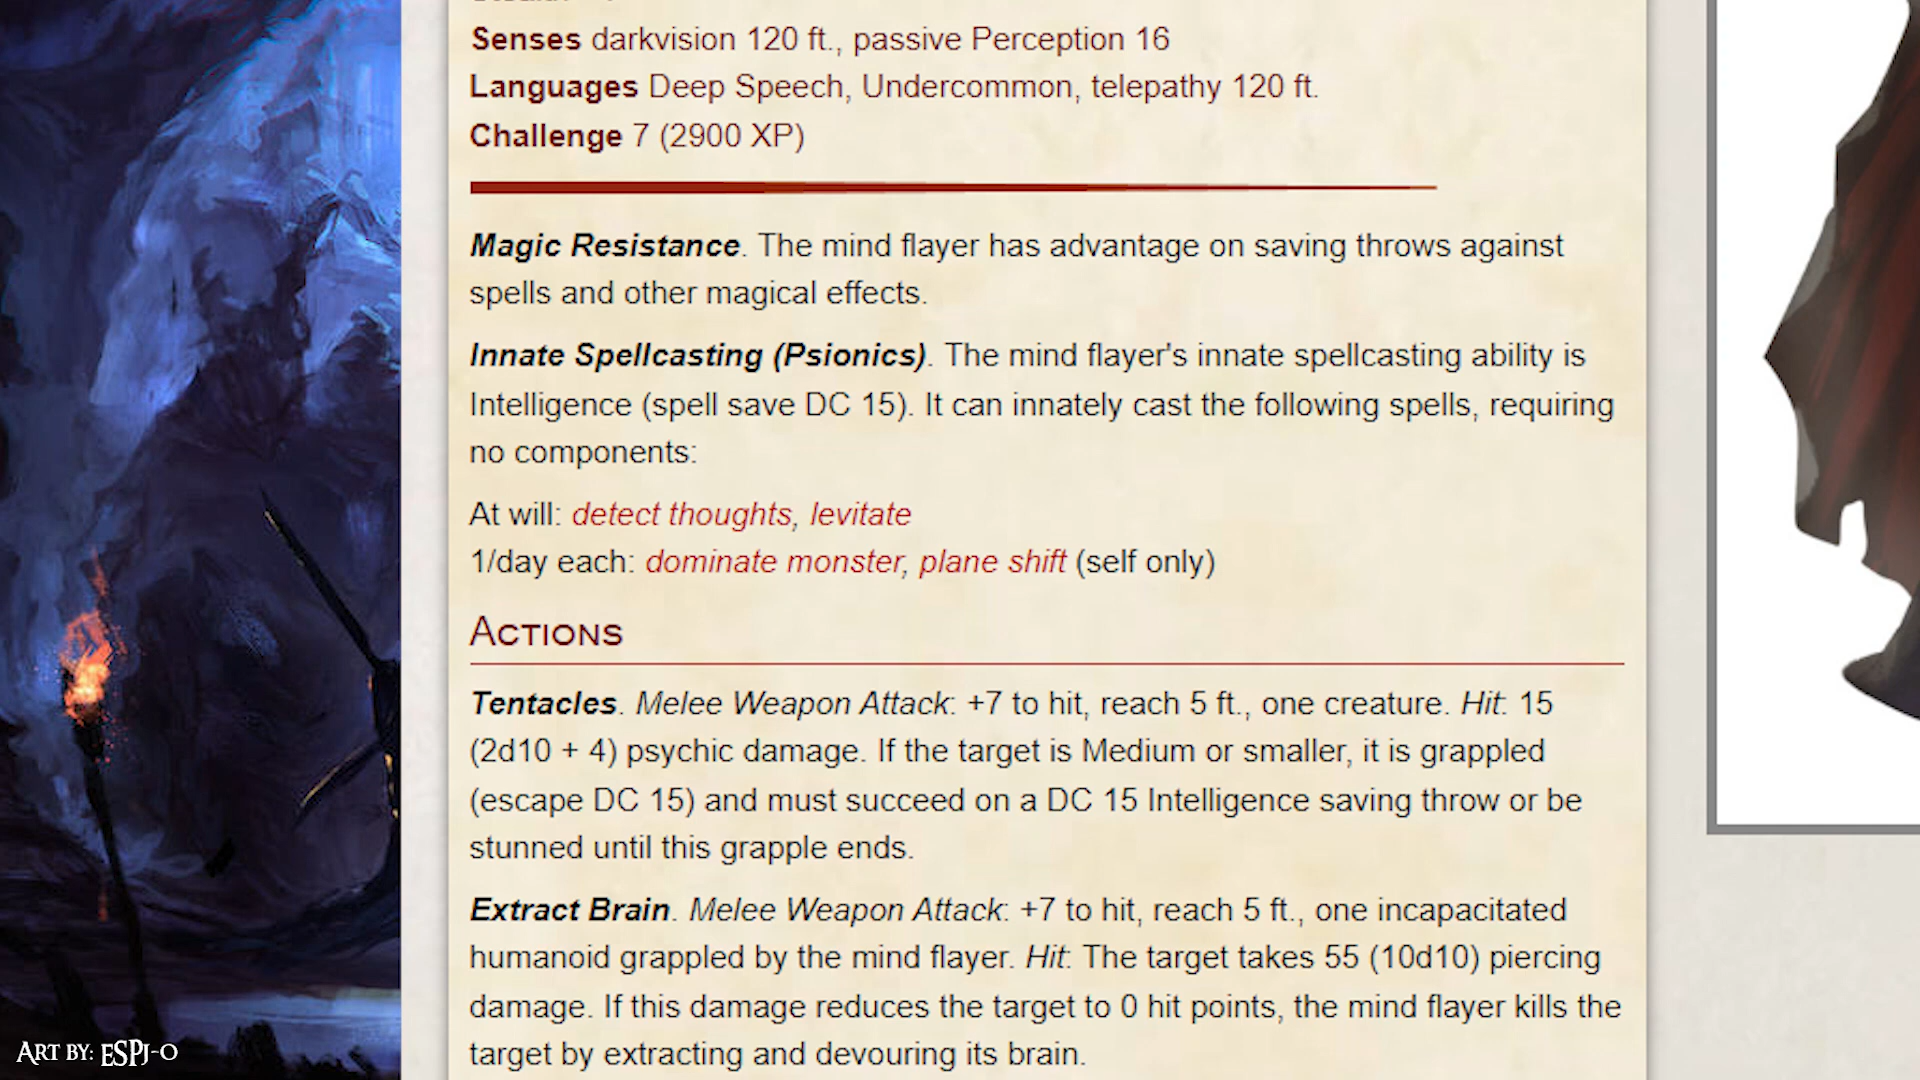 Senses darkvision 120 ft., passive Perception 16
Languages Deep Speech, Undercommon, telepathy 120 ft.
Challenge 7 (2900 XP)
Magic Resistance. The mind flayer has advantage on saving throws against
spells and other magical effects.
Innate Spellcasting (Psionics). The mind flayer's innate spellcasting ability is
Intelligence (spell save DC 15). It can innately cast the following spells, requiring
no components:
At will: detect thoughts, levitate
1/day each: dominate monster, plane shift (self only)
Actions
Tentacles. Melee Weapon Attack: +7 to hit, reach 5 ft., one creature. Hit: 15
(2d10 + 4) psychic damage. If the target is Medium or smaller, it is grappled
(escape DC 15) and must succeed on a DC 15 Intelligence saving throw or be
stunned until this grapple ends.
Extract Brain. Melee Weapon Attack: +7 to hit, reach 5 ft., one incapacitated
humanoid grappled by the mind flayer. Hit: The target takes 55 (10d10) piercing
damage. If this damage reduces the target to 0 hit points, the mind flayer kills the
target by extracting and devouring its brain.
Art by: ESPJ-O